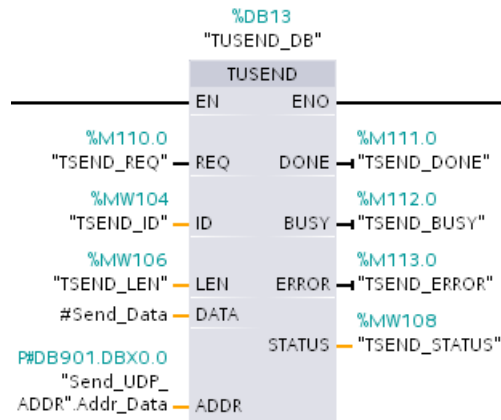 %DB13
"TUSEND_DB"
TUSEND
EN ENO
%M110.0 %M111.0
"TSEND_REQ" REQ DONE "TSEND_DONE"
%MW104 %M112.0
"TSEND_ID" ID BUSY "TSEND_BUSY"
%MW106 %M113.0
"TSEND_LEN" LEN ERROR "TSEND_ERROR"
#Send_Data DATA %MW108
STATUS "TSEND_STATUS"
P#DB901.DBX0.0
"Send_UDP_
ADDR".Addr_Data ADDR